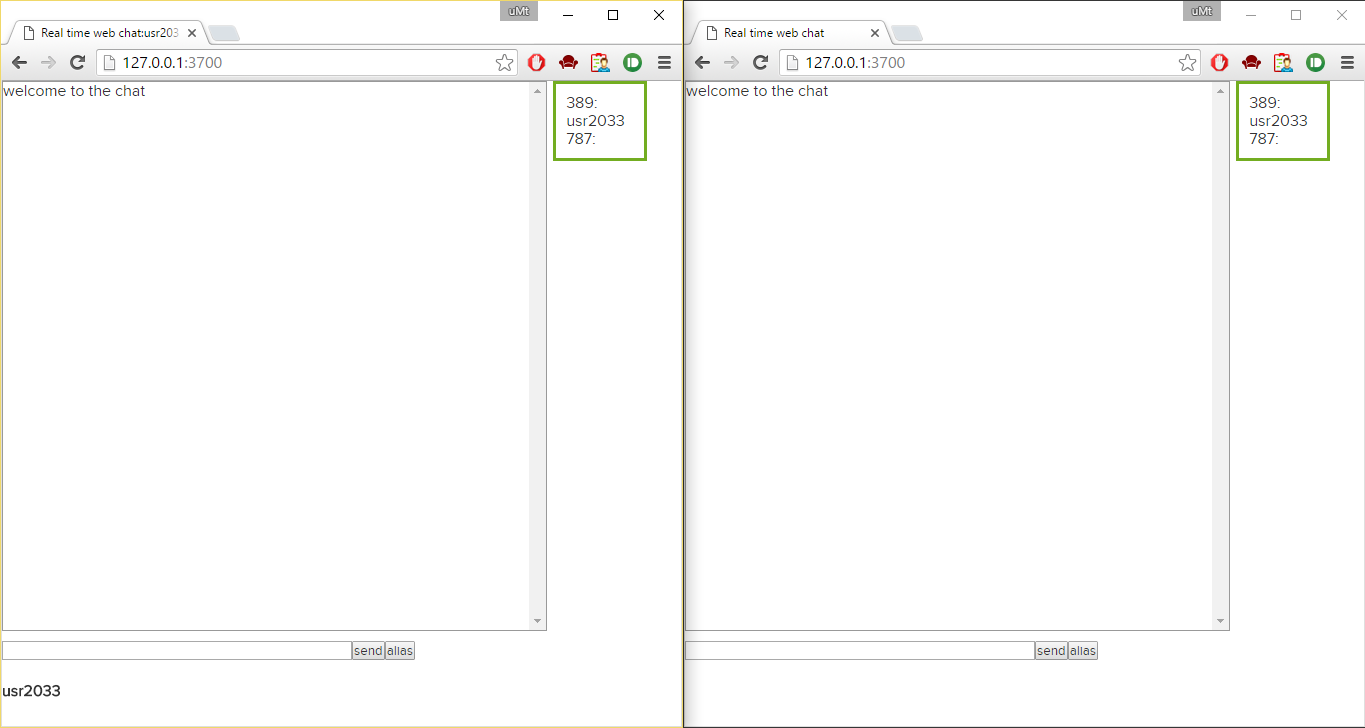 uMt
Real time web chat:usr203
127.0.0.1:3700
welcome to the chat
389:
usr2033
787:
send alias
usr2033
uMt
Real time web chat
127.0.0.1:3700
welcome to the chat
389:
usr2033
787:
send alias